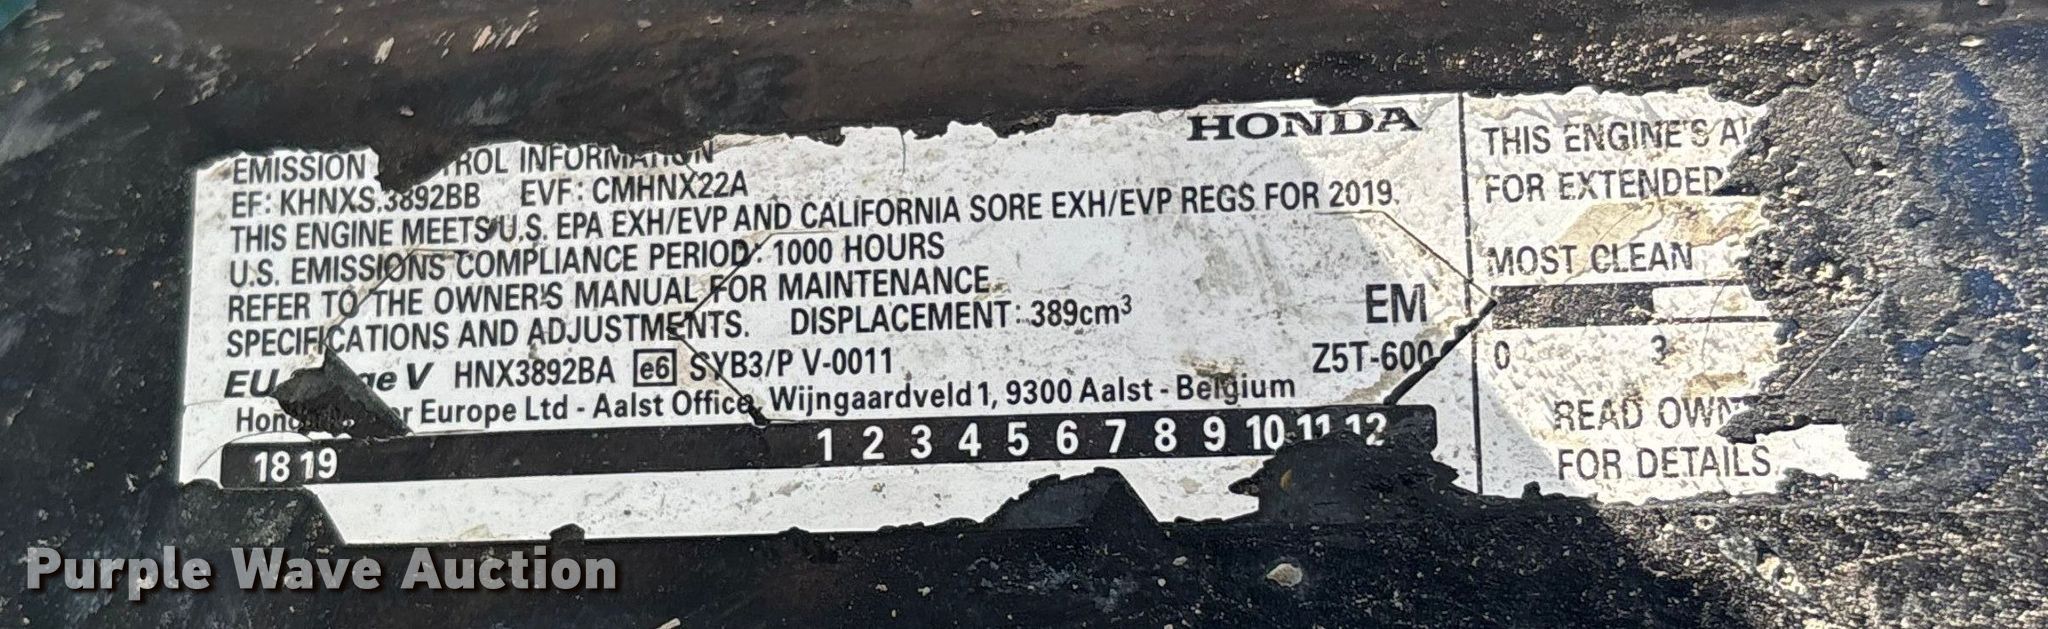 HONDA
EMISSION ROL INFORMATION
EF: KHNXS.3892BB EVF: CMHNX22A
THIS ENGINE MEETS U.S. EPA EXH/EVP AND CALIFORNIA SORE EXH/EVP REGS FOR 2019.
U.S. EMISSIONS COMPLIANCE PERIOD: 1000 HOURS
REFER TO THE OWNER'S MANUAL FOR MAINTENANCE
SPECIFICATIONS AND ADJUSTMENTS. DISPLACEMENT: 389cm³
EM
EU V HNX3892BA e6 SYB3/P V-0011
Z5T-600
Europe Ltd - Aalst Office, Wijngaardveld 1, 9300 Aalst - Belgium
18 19 1 2 3 4 5 6 7 8 9 10 11 12
THIS ENGINE'S
FOR EXTENDED
MOST CLEAN
0 3
READ
FOR DETAILS
Purple Wave Auction